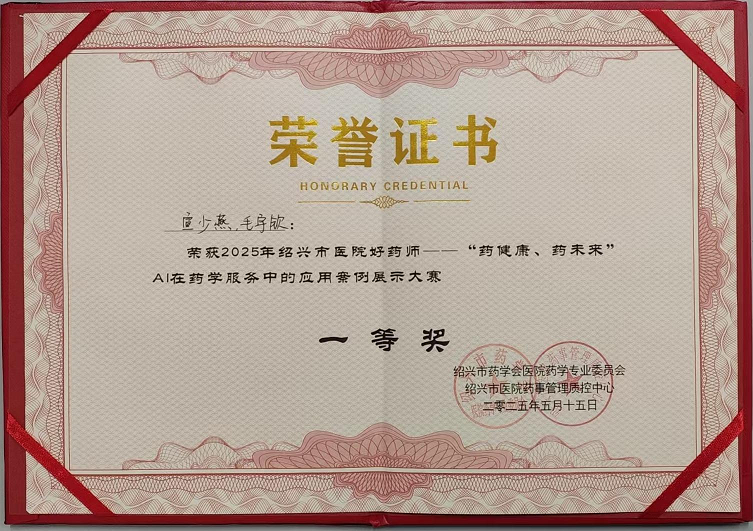 荣誉证书
HONORARY CREDENTIAL
宣少燕、毛宇欽：
荣获2025年绍兴市医院好药师——“药健康、药未来”
AI在药学服务中的应用案例展示大赛
一等奖
绍兴市药学会医院药学专业委员会
绍兴市医院药事管理质控中心
二零二五年五月十五日